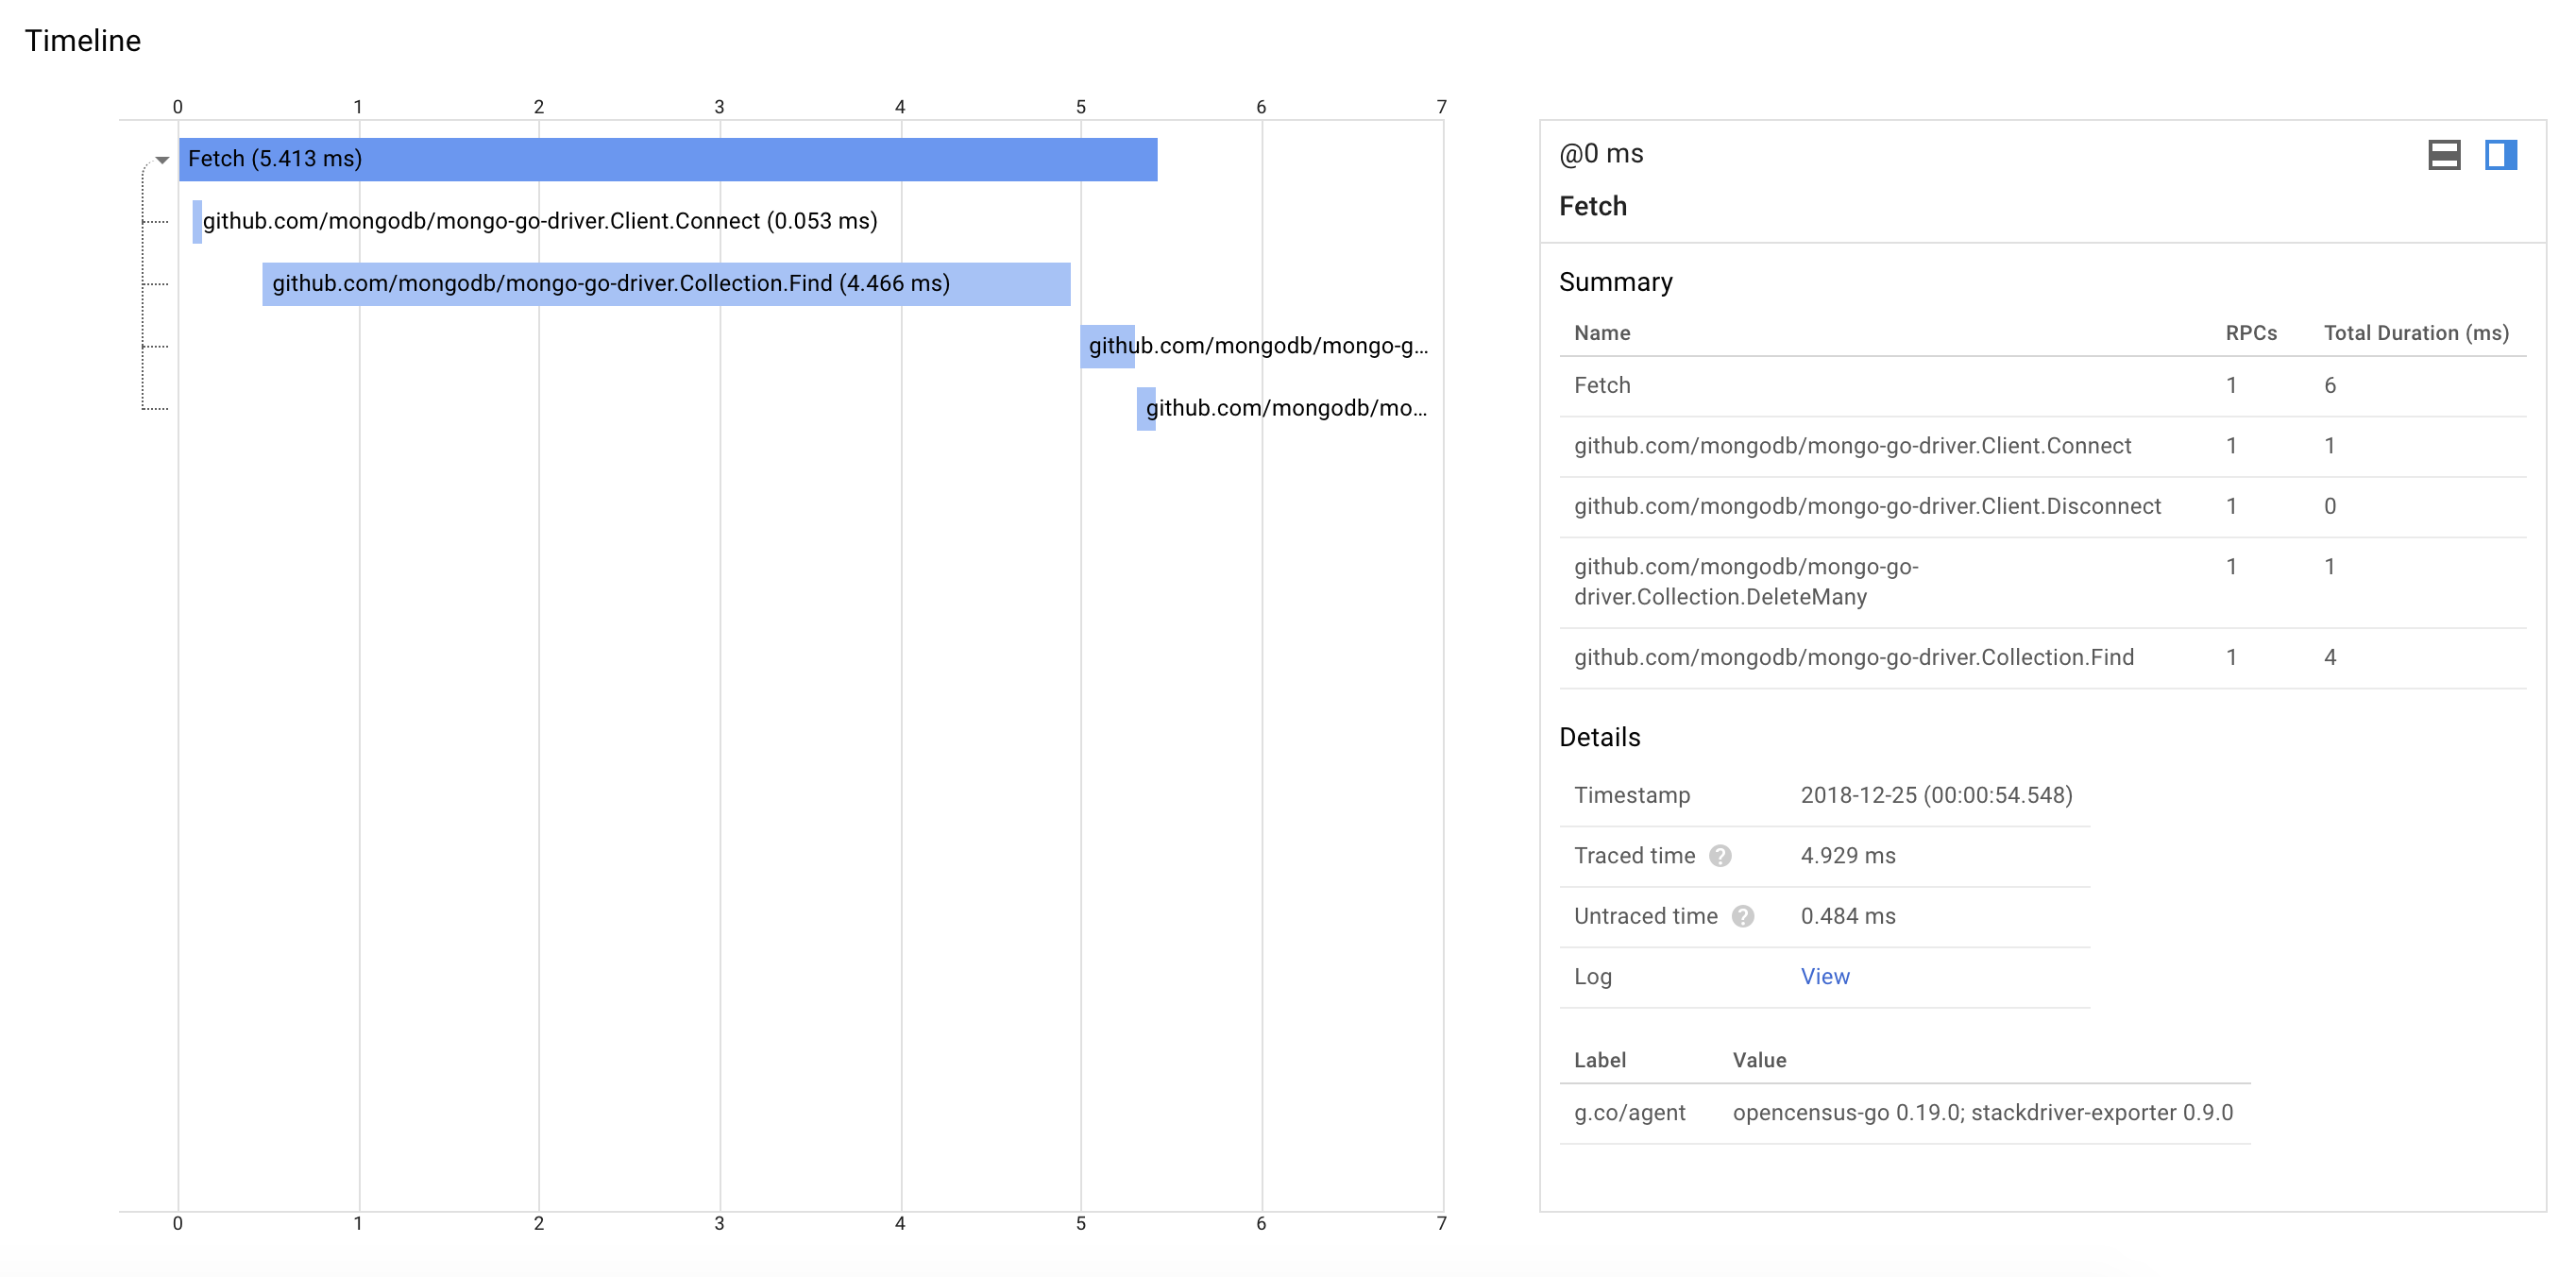 Timeline
0 1 2 3 4 5 6 7
Fetch (5.413 ms)
github.com/mongodb/mongo-go-driver.Client.Connect (0.053 ms)
github.com/mongodb/mongo-go-driver.Collection.Find (4.466 ms)
github.com/mongodb/mongo-g...
github.com/mongodb/mo...
0 1 2 3 4 5 6 7
@0 ms
Fetch
Summary
Name RPCs Total Duration (ms)
Fetch 1 6
github.com/mongodb/mongo-go-driver.Client.Connect 1 1
github.com/mongodb/mongo-go-driver.Client.Disconnect 1 0
github.com/mongodb/mongo-go- 1 1
driver.Collection.DeleteMany
github.com/mongodb/mongo-go-driver.Collection.Find 1 4
Details
Timestamp 2018-12-25 (00:00:54.548)
Traced time ? 4.929 ms
Untraced time ? 0.484 ms
Log View
Label Value
g.co/agent opencensus-go 0.19.0; stackdriver-exporter 0.9.0